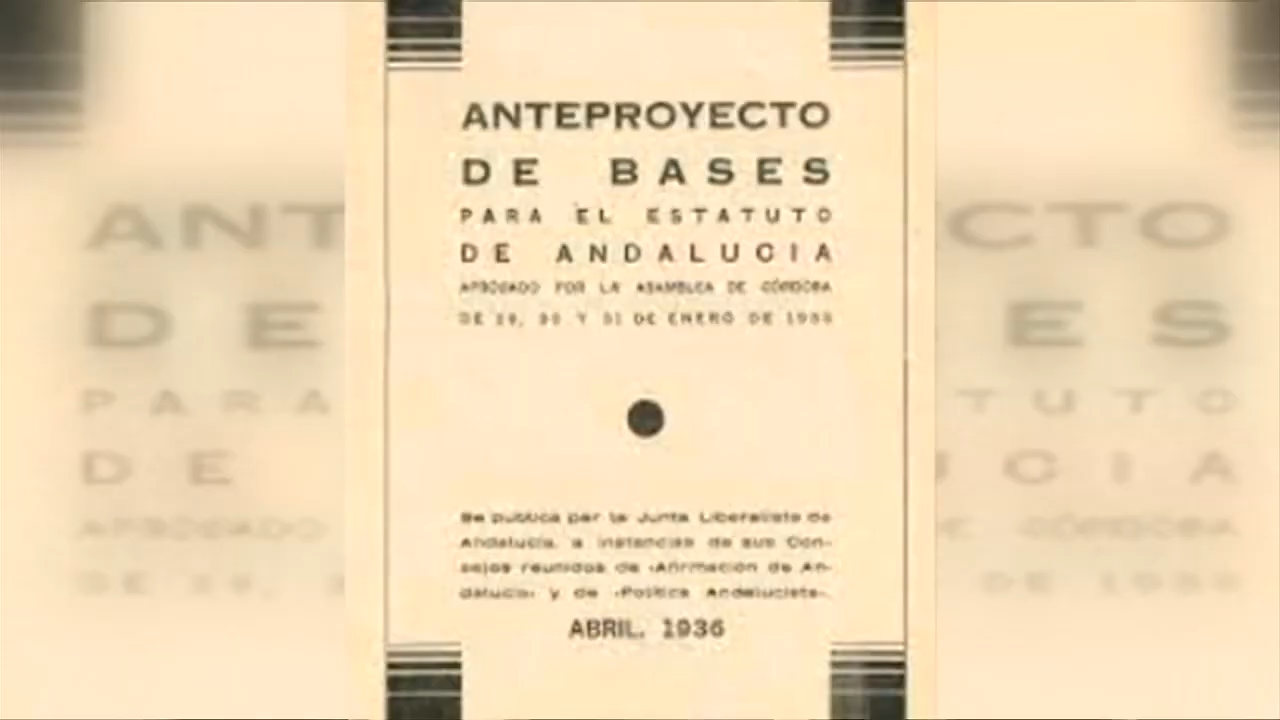 ANTEPROYECTO
DE BASES
PARA EL ESTATUTO
DE ANDALUCIA
APROBADO POR LA ASAMBLEA DE CÓRDOBA
DE 29, 30 Y 31 DE ENERO DE 1933
Se publica por la Junta Liberalista de
Andalucía, a instancias de sus Con-
sejos reunidos de «Afirmación de An-
dalucía» y de «Política Andalucista».
ABRIL, 1936